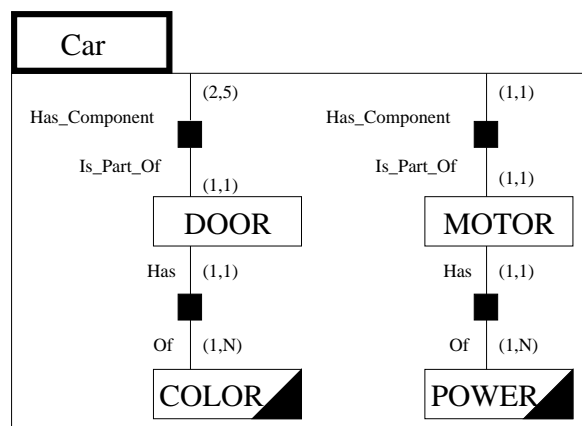 Car
(2,5) (1,1)
Has_Component Has_Component
Is_Part_Of Is_Part_Of
(1,1) (1,1)
DOOR MOTOR
Has (1,1) Has (1,1)
Of (1,N) Of (1,N)
COLOR POWER